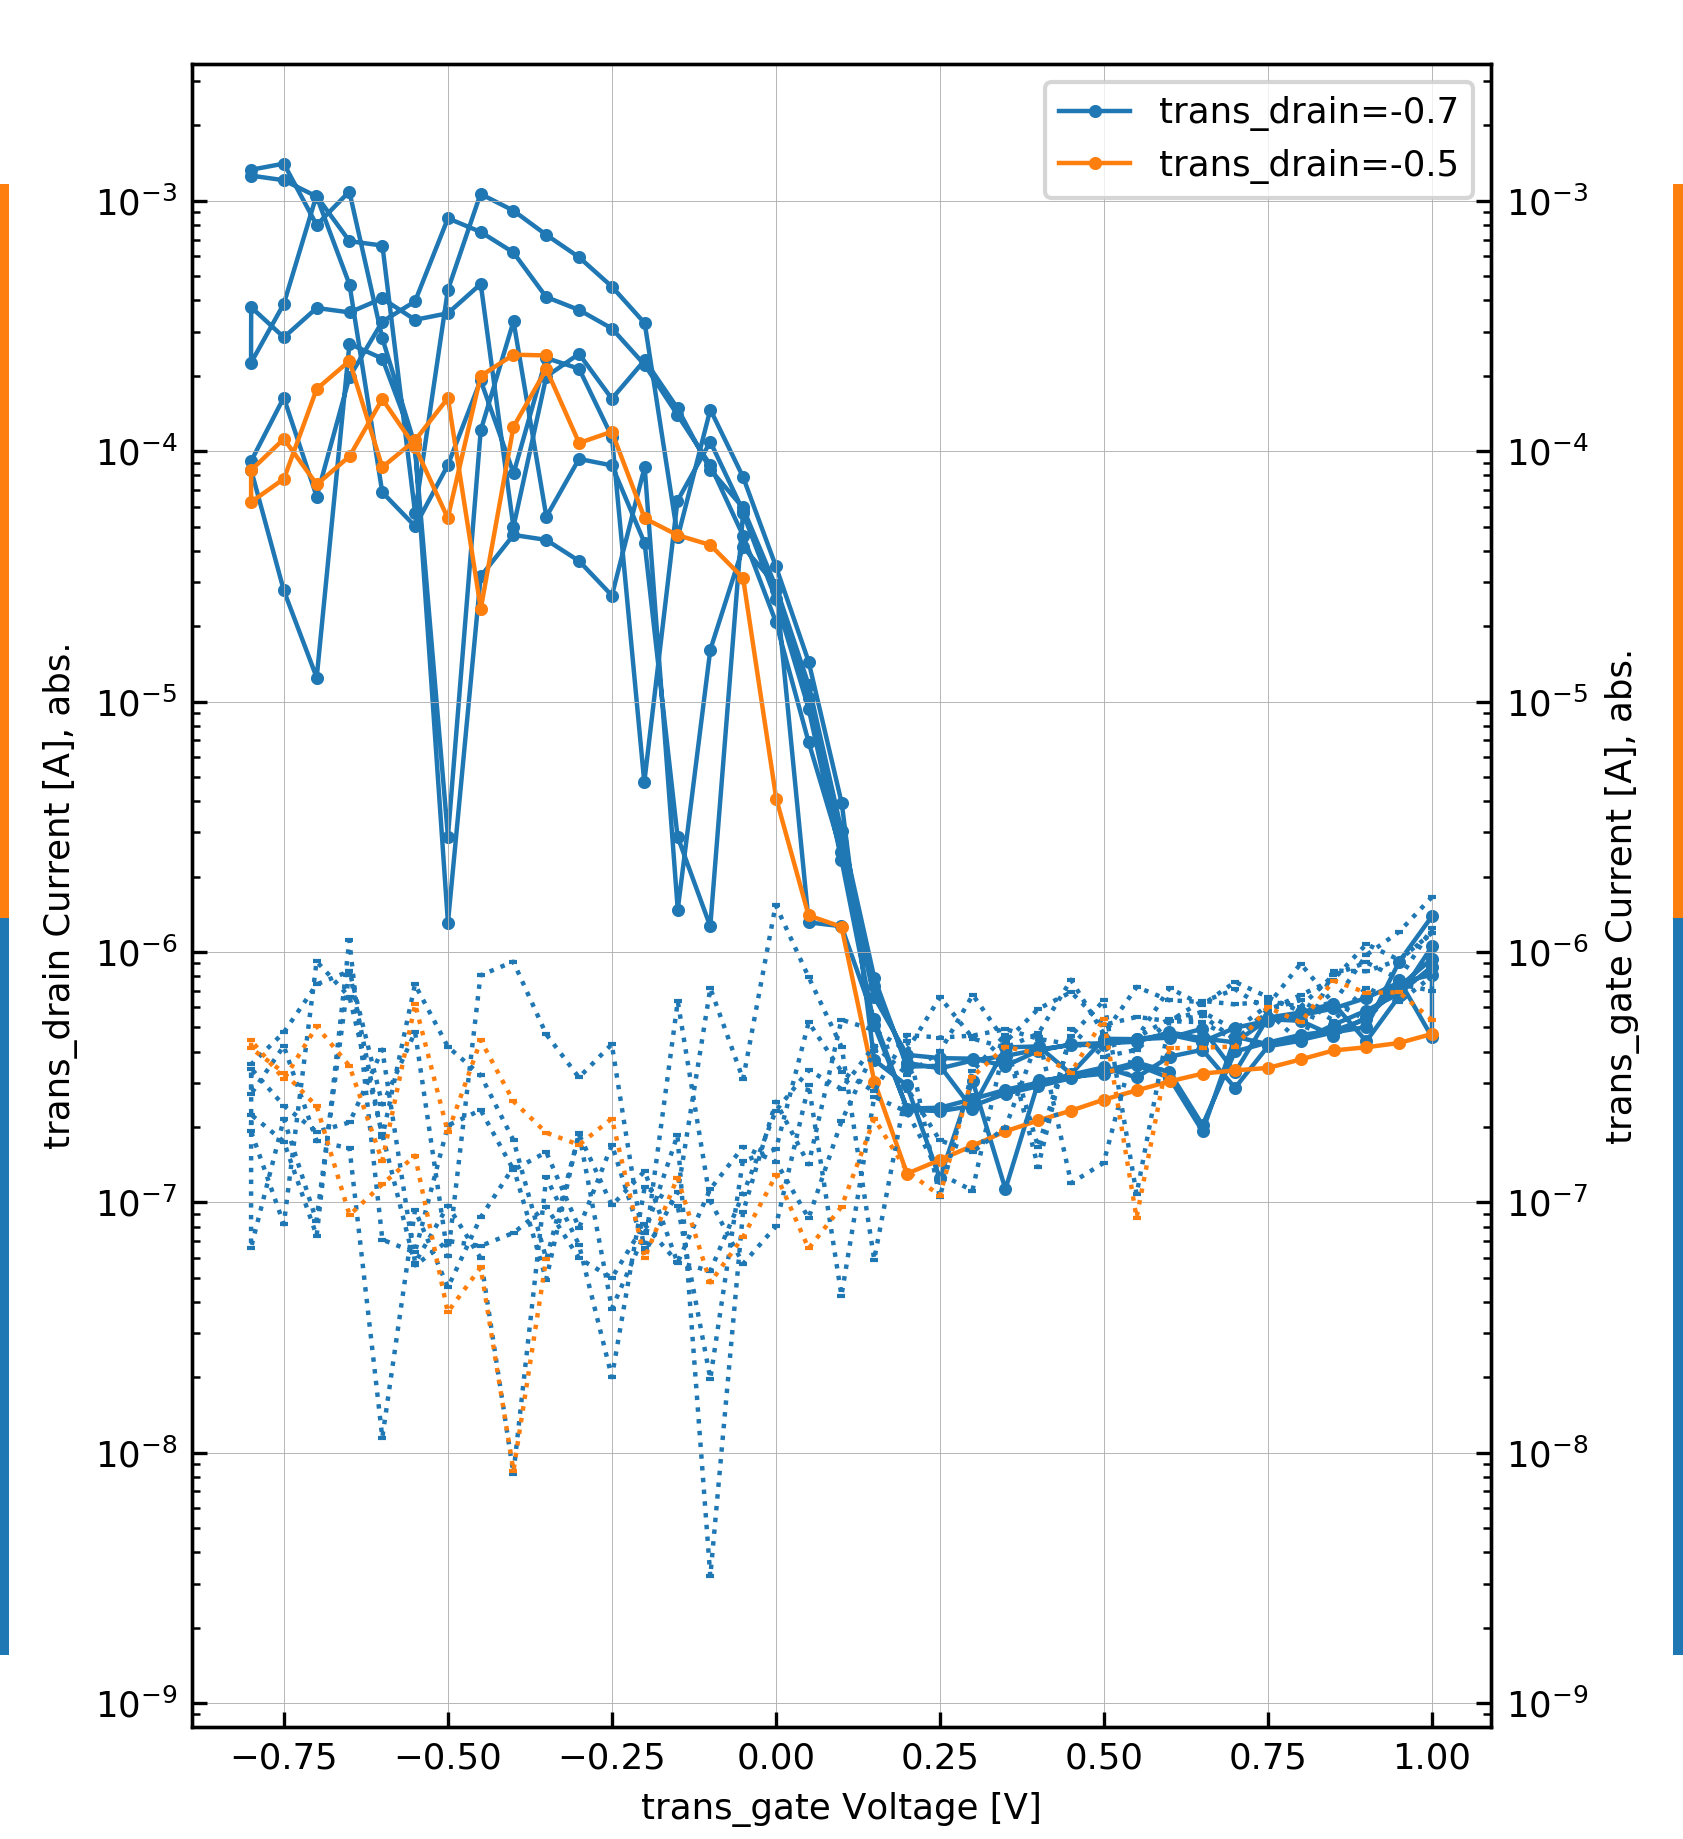 trans_drain=-0.7
trans_drain=-0.5
10⁻³
10⁻⁴
10⁻⁵
10⁻⁶
10⁻⁷
10⁻⁸
10⁻⁹
trans_drain Current [A], abs.
10⁻³
10⁻⁴
10⁻⁵
10⁻⁶
10⁻⁷
10⁻⁸
10⁻⁹
trans_gate Current [A], abs.
−0.75 −0.50 −0.25 0.00 0.25 0.50 0.75 1.00
trans_gate Voltage [V]